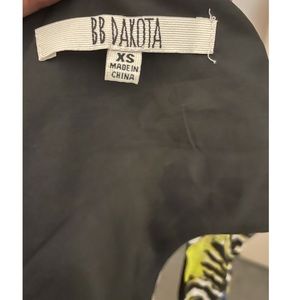 BB DAKOTA
XS
MADE IN
CHINA